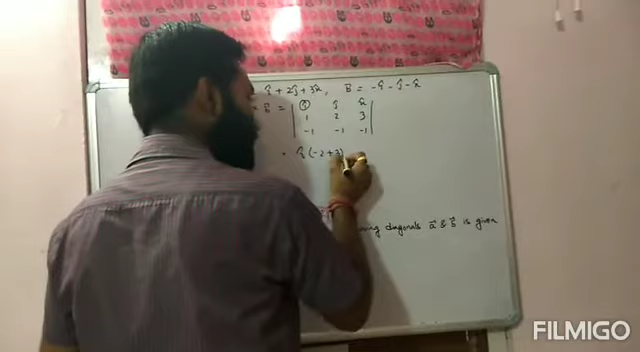 î + 2ĵ + 3k̂, B = -î - ĵ - k̂
× b⃗ = | î ĵ k̂ |
| 1 2 3 |
| -1 -1 -1 |
= î (-2+3)
diagonals a⃗ & b⃗ is given
FILMIGO